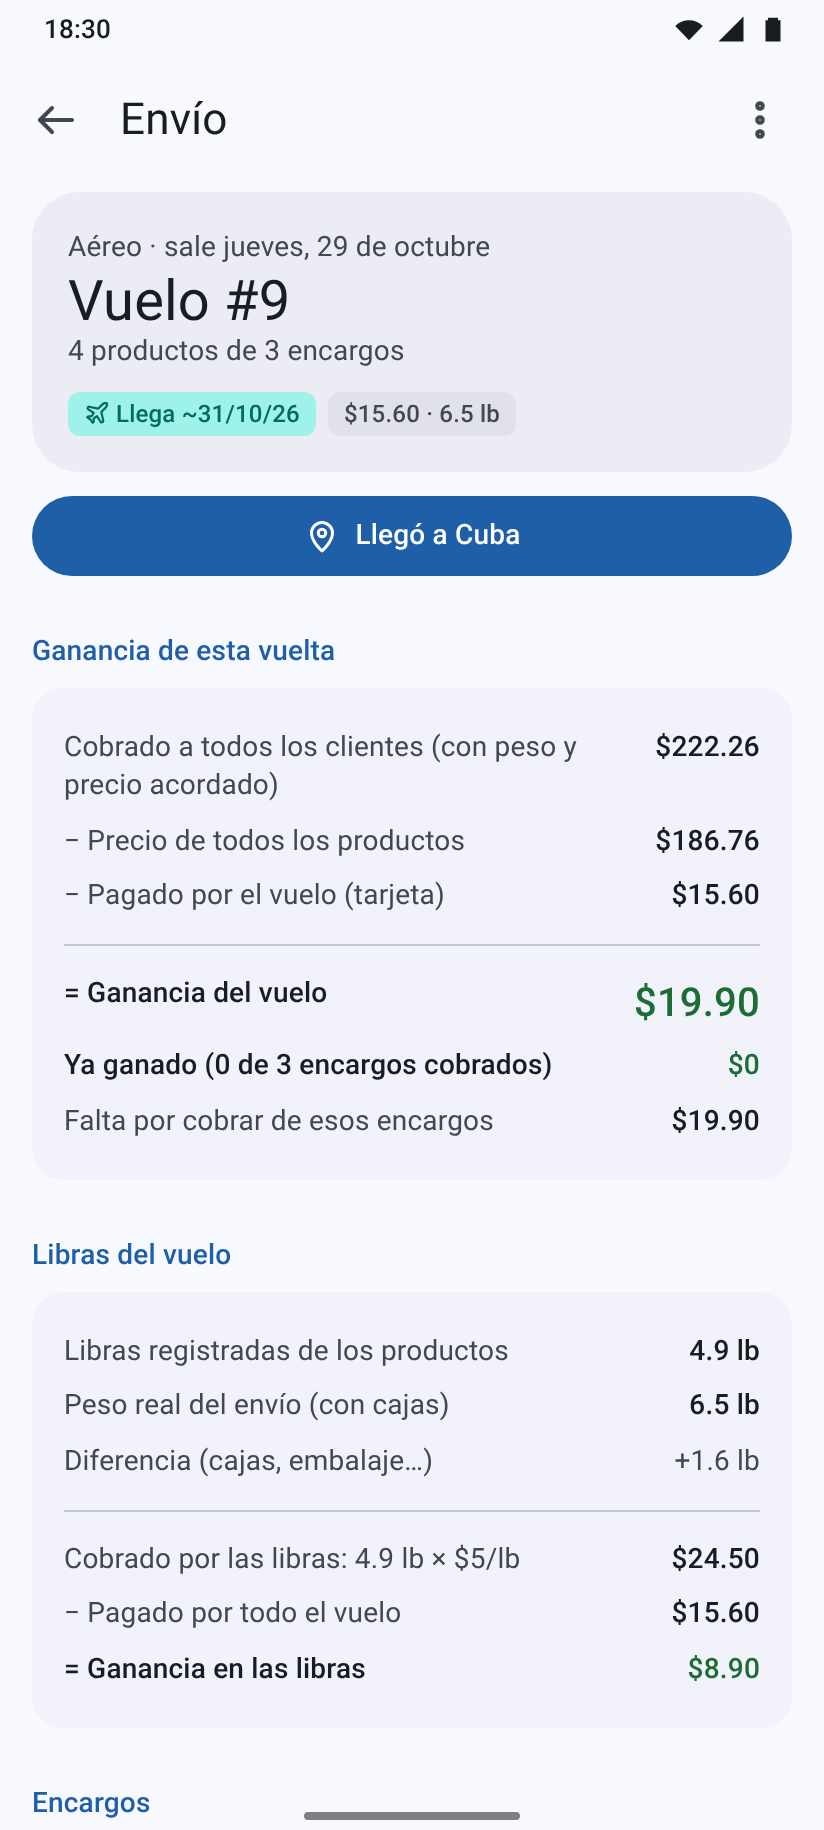 18:30
Envío
Aéreo · sale jueves, 29 de octubre
Vuelo #9
4 productos de 3 encargos
Llega ~31/10/26
$15.60 · 6.5 lb
Llegó a Cuba
Ganancia de esta vuelta
Cobrado a todos los clientes (con peso y precio acordado) $222.26
− Precio de todos los productos $186.76
− Pagado por el vuelo (tarjeta) $15.60
= Ganancia del vuelo $19.90
Ya ganado (0 de 3 encargos cobrados) $0
Falta por cobrar de esos encargos $19.90
Libras del vuelo
Libras registradas de los productos 4.9 lb
Peso real del envío (con cajas) 6.5 lb
Diferencia (cajas, embalaje…) +1.6 lb
Cobrado por las libras: 4.9 lb × $5/lb $24.50
− Pagado por todo el vuelo $15.60
= Ganancia en las libras $8.90
Encargos